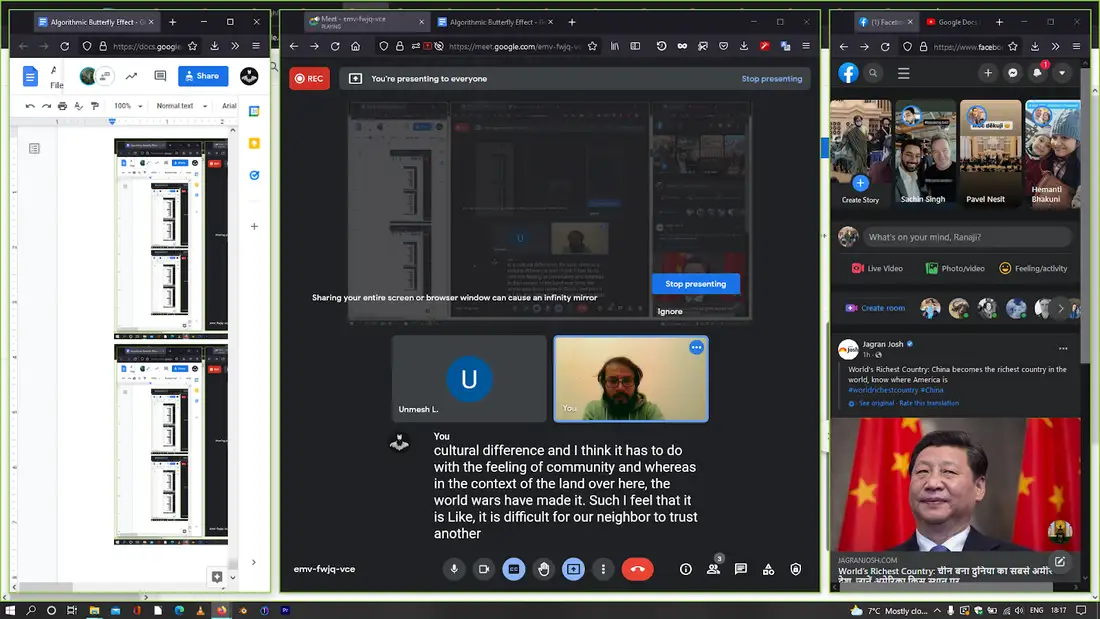 Algorithmic Butterfly Effect - G
https://docs.google
File
Share
100%
Normal text
Arial
Meet - emv-fwjq-vce
PLAYING
Algorithmic Butterfly Effect - G
https://meet.google.com/emv-fwjq-vce
REC
You're presenting to everyone
Stop presenting
Stop presenting
Sharing your entire screen or browser window can cause an infinity mirror
Ignore
U
Unmesh L.
You
You
cultural difference and I think it has to do
with the feeling of community and whereas
in the context of the land over here, the
world wars have made it. Such I feel that it
is Like, it is difficult for our neighbor to trust
another
emv-fwjq-vce
3
(1) Faceb
Google Docs
https://www.facebo
1
Create Story
Sachin Singh
Pavel Nesit
Hemanti
Bhakuni
What's on your mind, Ranaji?
Live Video
Photo/video
Feeling/activity
Create room
Jagran Josh
1h
World's Richest Country: China becomes the richest country in the
world, know where America is
#worldrichestcountry #China
See original · Rate this translation
JAGRANJOSH.COM
World's Richest Country: चीन बना दुनिया का सबसे अमीर
देश, जानें अमेरिका किस स्थान पर
7°C Mostly clo...
ENG
18:17